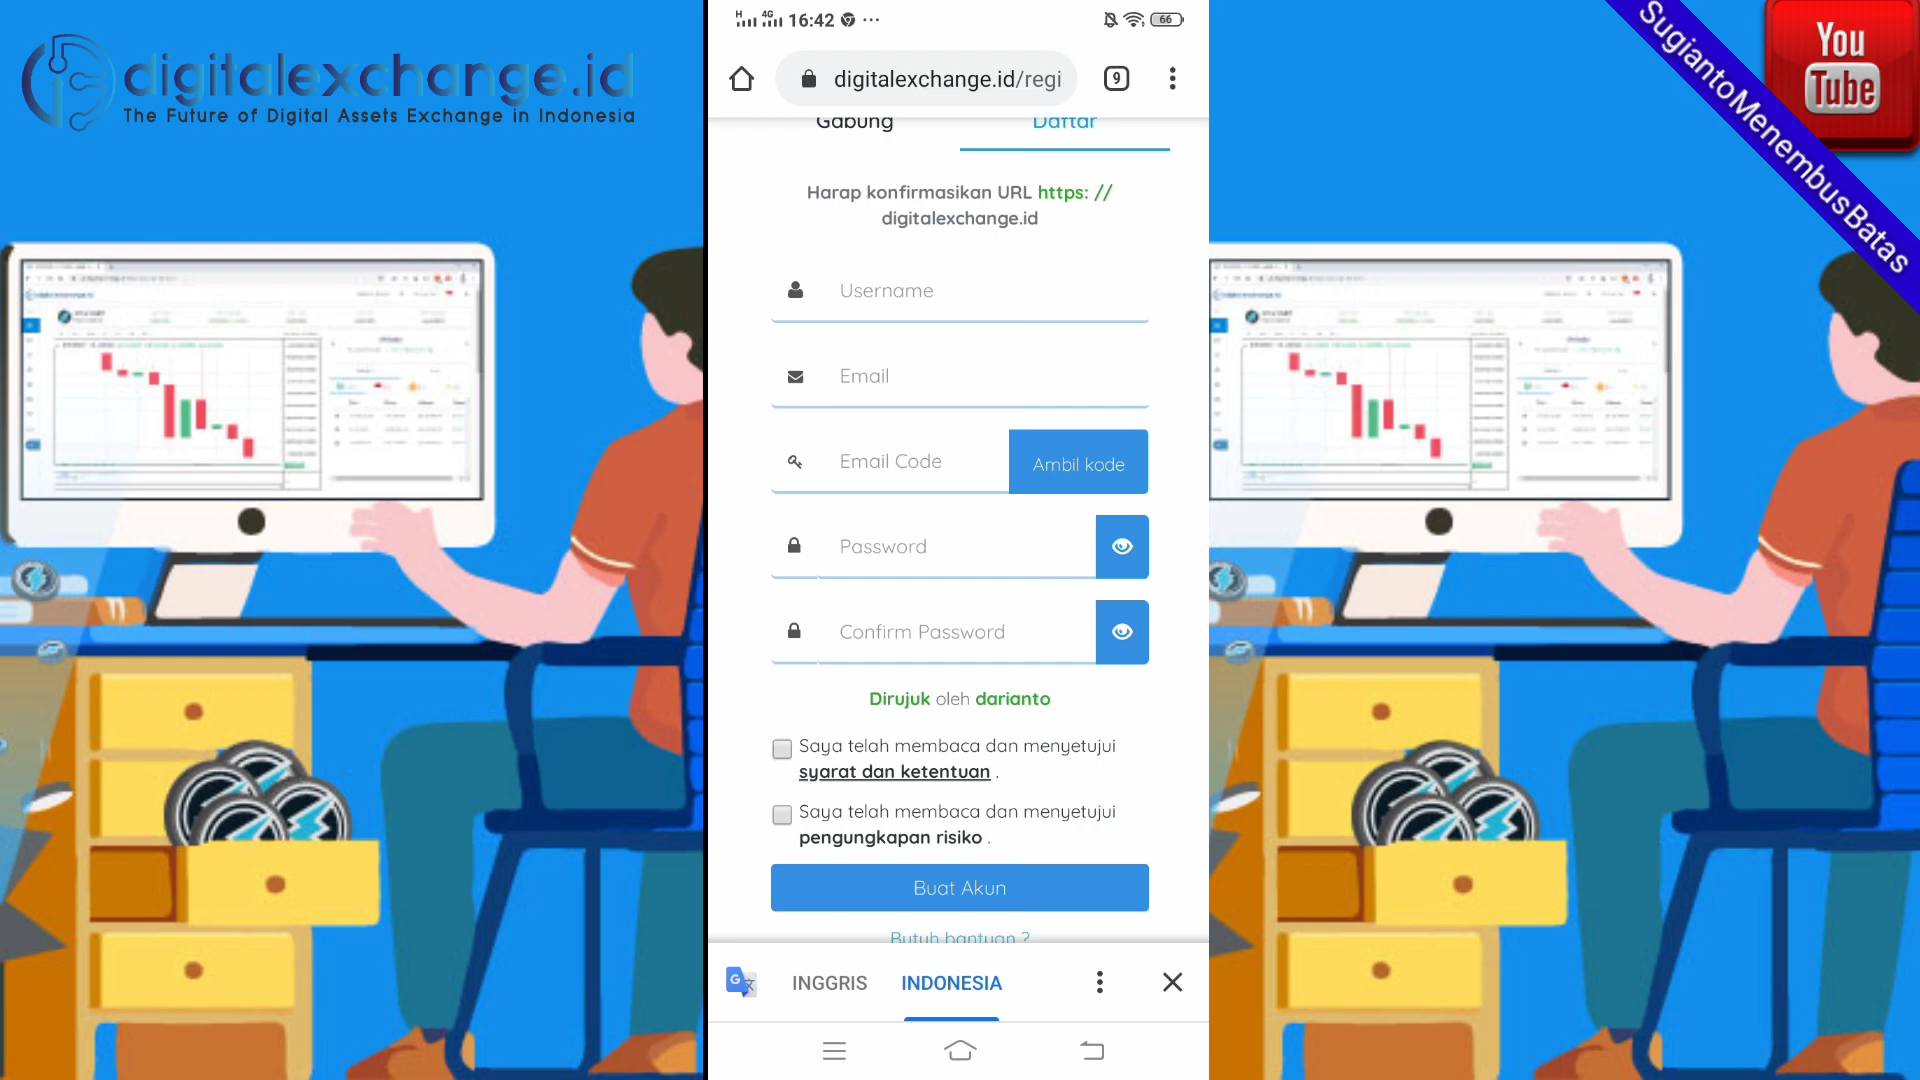 digitalexchange.id
The Future of Digital Assets Exchange in Indonesia
H 4G 16:42 66
digitalexchange.id/regi
9
Gabung Daftar
Harap konfirmasikan URL https: //
digitalexchange.id
Username
Email
Email Code Ambil kode
Password
Confirm Password
Dirujuk oleh darianto
Saya telah membaca dan menyetujui
syarat dan ketentuan .
Saya telah membaca dan menyetujui
pengungkapan risiko .
Buat Akun
Butuh bantuan ?
G INGGRIS INDONESIA
You
Tube
SugiantoMenembusBatas